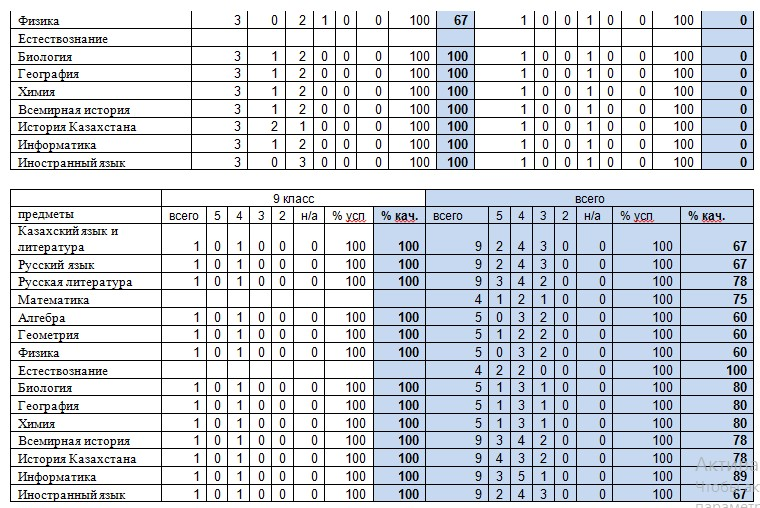 Физика 3 0 2 1 0 0 100 67 1 0 0 1 0 0 100 0
Естествознание
Биология 3 1 2 0 0 0 100 100 1 0 0 1 0 0 100 0
География 3 1 2 0 0 0 100 100 1 0 0 1 0 0 100 0
Химия 3 1 2 0 0 0 100 100 1 0 0 1 0 0 100 0
Всемирная история 3 1 2 0 0 0 100 100 1 0 0 1 0 0 100 0
История Казахстана 3 2 1 0 0 0 100 100 1 0 0 1 0 0 100 0
Информатика 3 1 2 0 0 0 100 100 1 0 0 1 0 0 100 0
Иностранный язык 3 0 3 0 0 0 100 100 1 0 0 1 0 0 100 0
9 класс всего
предметы всего 5 4 3 2 н/а % усп % кач. всего 5 4 3 2 н/а % усп % кач.
Казахский язык и
литература 1 0 1 0 0 0 100 100 9 2 4 3 0 0 100 67
Русский язык 1 0 1 0 0 0 100 100 9 2 4 3 0 0 100 67
Русская литература 1 0 1 0 0 0 100 100 9 3 4 2 0 0 100 78
Математика 4 1 2 1 0 0 100 75
Алгебра 1 0 1 0 0 0 100 100 5 0 3 2 0 0 100 60
Геометрия 1 0 1 0 0 0 100 100 5 1 2 2 0 0 100 60
Физика 1 0 1 0 0 0 100 100 5 0 3 2 0 0 100 60
Естествознание 4 2 2 0 0 0 100 100
Биология 1 0 1 0 0 0 100 100 5 1 3 1 0 0 100 80
География 1 0 1 0 0 0 100 100 5 1 3 1 0 0 100 80
Химия 1 0 1 0 0 0 100 100 5 1 3 1 0 0 100 80
Всемирная история 1 0 1 0 0 0 100 100 9 3 4 2 0 0 100 78
История Казахстана 1 0 1 0 0 0 100 100 9 4 3 2 0 0 100 78
Информатика 1 0 1 0 0 0 100 100 9 3 5 1 0 0 100 89
Иностранный язык 1 0 1 0 0 0 100 100 9 2 4 3 0 0 100 67